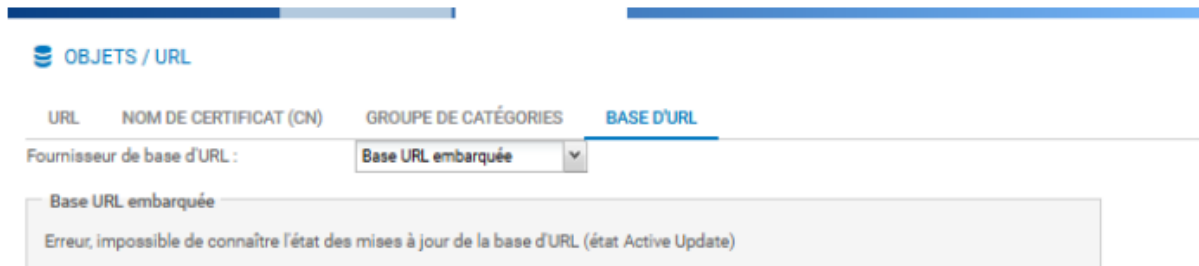 OBJETS / URL
URL NOM DE CERTIFICAT (CN) GROUPE DE CATÉGORIES BASE D'URL
Fournisseur de base d'URL : Base URL embarquée
Base URL embarquée
Erreur, impossible de connaître l'état des mises à jour de la base d'URL (état Active Update)